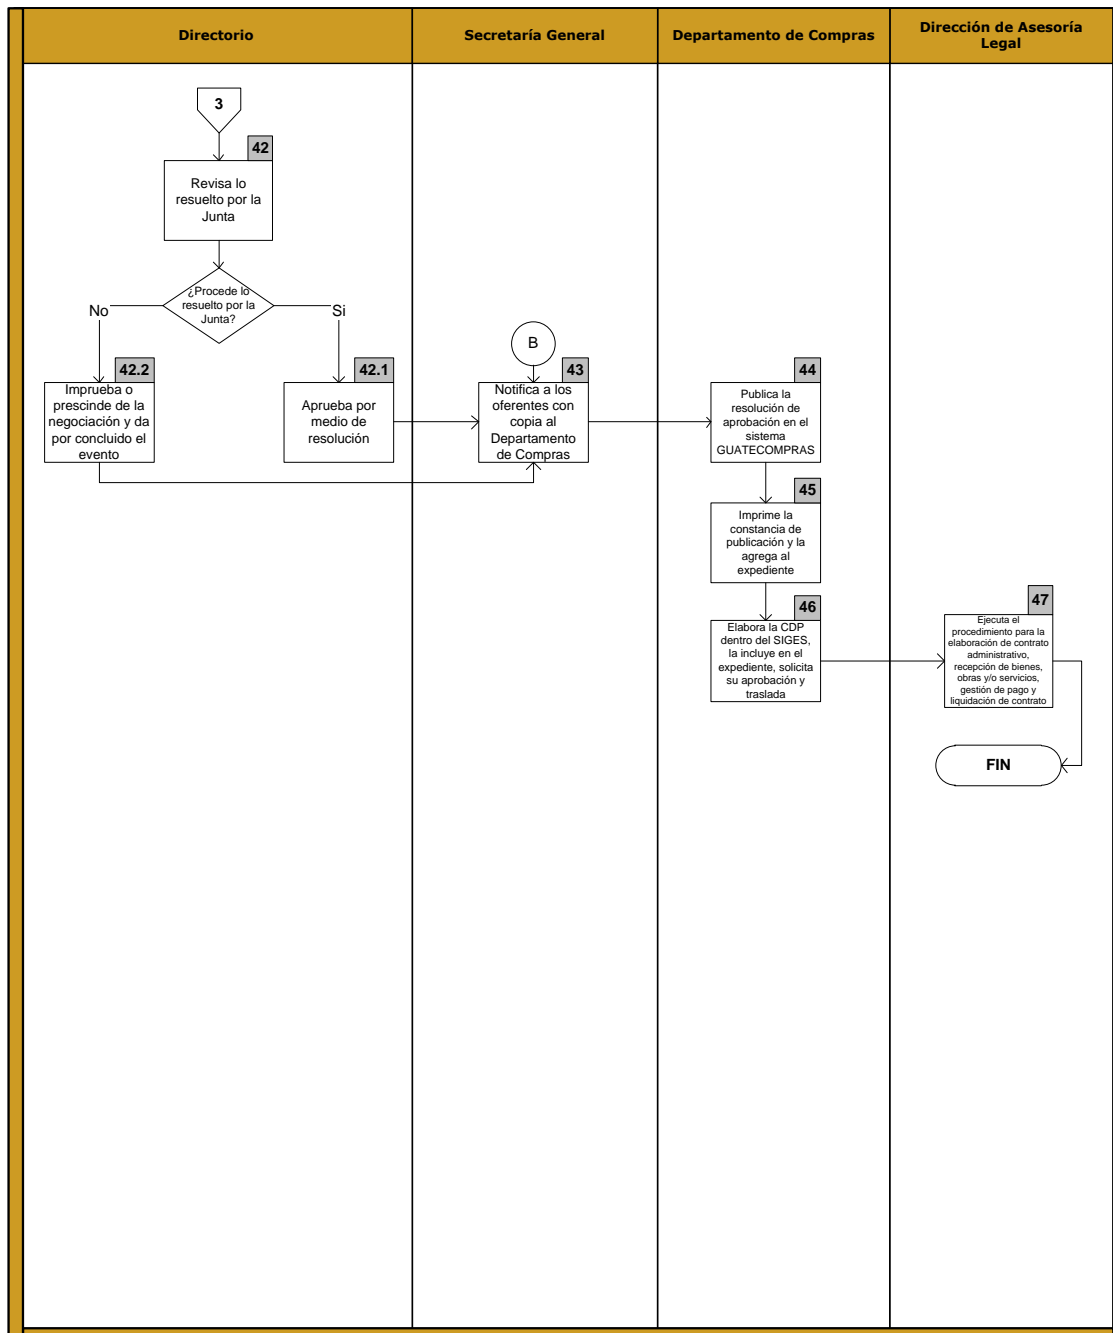 Directorio
Secretaría General
Departamento de Compras
Dirección de Asesoría
Legal
3
42
Revisa lo
resuelto por la
Junta
¿Procede lo
resuelto por la
Junta?
No
Si
42.2
Imprueba o
prescinde de la
negociación y da
por concluido el
evento
42.1
Aprueba por
medio de
resolución
B
43
Notifica a los
oferentes con
copia al
Departamento
de Compras
44
Publica la
resolución de
aprobación en el
sistema
GUATECOMPRAS
45
Imprime la
constancia de
publicación y la
agrega al
expediente
46
Elabora la CDP
dentro del SIGES,
la incluye en el
expediente, solicita
su aprobación y
traslada
47
Ejecuta el
procedimiento para la
elaboración de contrato
administrativo,
recepción de bienes,
obras y/o servicios,
gestión de pago y
liquidación de contrato
FIN